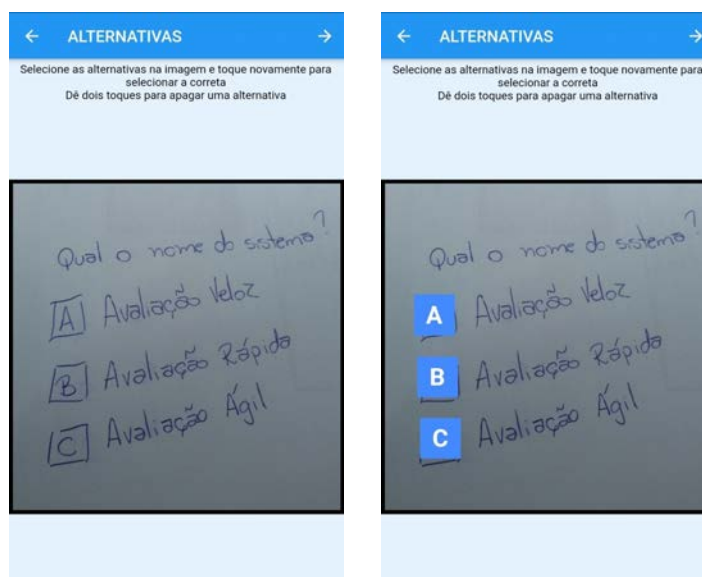 ALTERNATIVAS
Selecione as alternativas na imagem e toque novamente para
selecionar a correta
Dê dois toques para apagar uma alternativa
Qual o nome do sistema?
A Avaliação Veloz
B Avaliação Rápida
C Avaliação Ágil
ALTERNATIVAS
Selecione as alternativas na imagem e toque novamente para
selecionar a correta
Dê dois toques para apagar uma alternativa
Qual o nome do sistema?
A Avaliação Veloz
B Avaliação Rápida
C Avaliação Ágil